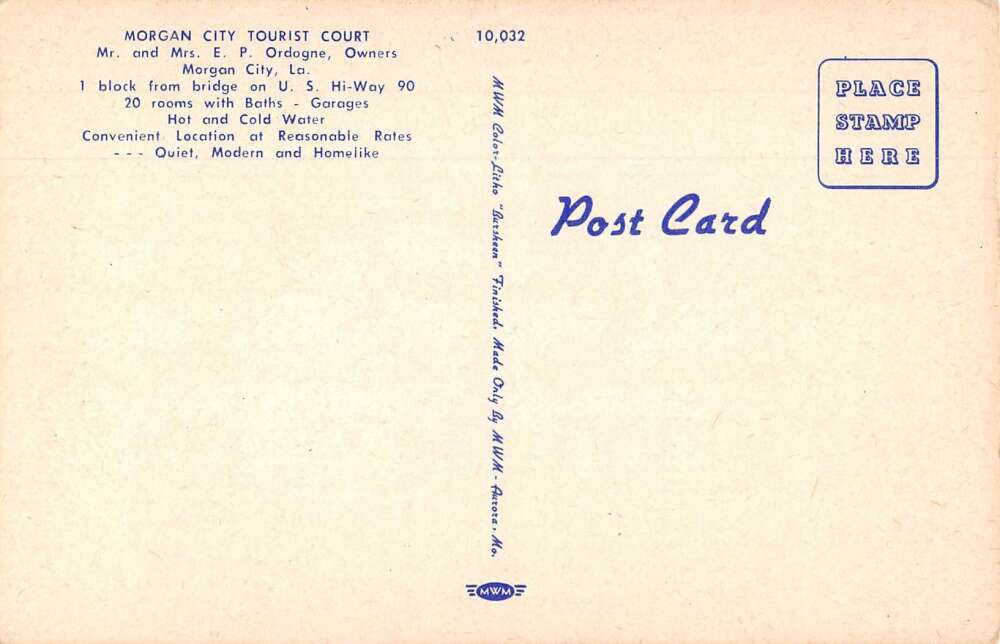 MORGAN CITY TOURIST COURT
Mr. and Mrs. E. P. Ordogne, Owners
Morgan City, La.
1 block from bridge on U. S. Hi-Way 90
20 rooms with Baths - Garages
Hot and Cold Water
Convenient Location at Reasonable Rates
- - - Quiet, Modern and Homelike
10,032
PLACE
STAMP
HERE
Post Card
MWM Color-Litho "Bursheen" Finished, Made Only By MWM - Aurora, Mo.
MWM